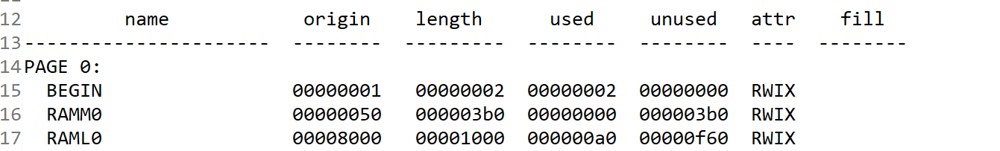 12         name            origin    length      used     unused   attr    fill
13----------------------  --------  ---------  --------  --------  ----  --------
14PAGE 0:
15  BEGIN                 00000001   00000002  00000002  00000000  RWIX
16  RAMM0                 00000050   000003b0  00000000  000003b0  RWIX
17  RAML0                 00008000   00001000  000000a0  00000f60  RWIX